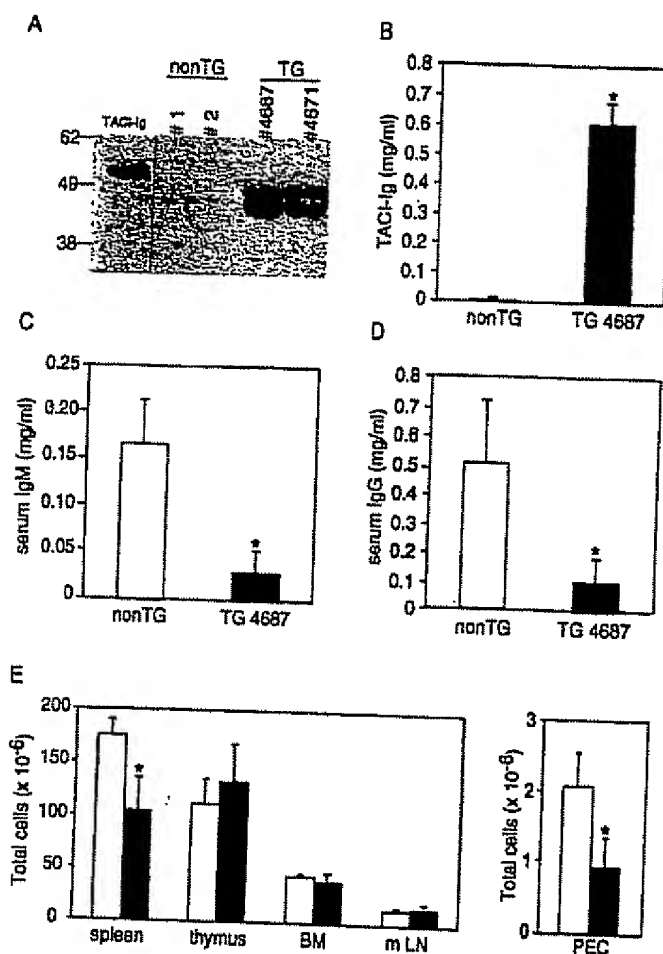 A
nonTG TG
TACI-Ig #1 #2 #4687 #4671
62
49
38
B
TACI-Ig (mg/ml)
0.8
0.7
0.6
0.5
0.4
0.3
0.2
0.1
0
*
nonTG TG 4687
C
serum IgM (mg/ml)
0.25
0.20
0.15
0.10
0.05
0
*
nonTG TG 4687
D
serum IgG (mg/ml)
0.8
0.7
0.6
0.5
0.4
0.3
0.2
0.1
0
*
nonTG TG 4687
E
Total cells (x 10-6)
200
150
100
50
0
*
spleen thymus BM m LN
Total cells (x 10-6)
3
2
1
0
*
PEC